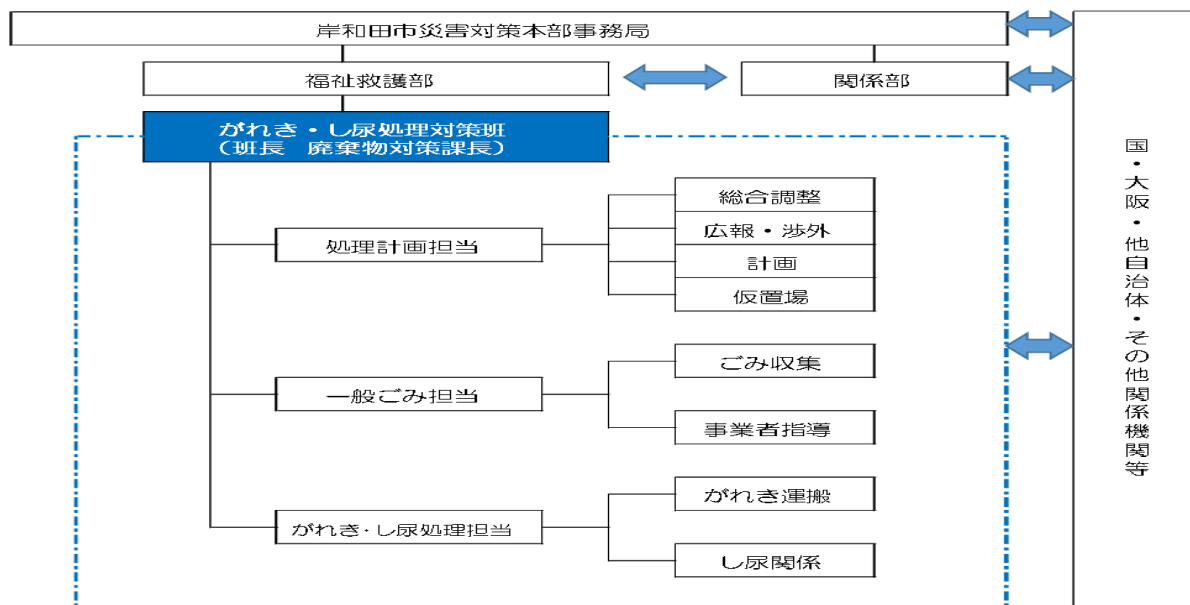 岸和田市災害対策本部事務局
福祉救護部
関係部
がれき・し尿処理対策班
（班長　廃棄物対策課長）
処理計画担当
総合調整
広報・渉外
計画
仮置場
一般ごみ担当
ごみ収集
事業者指導
がれき・し尿処理担当
がれき運搬
し尿関係
国・大阪・他自治体・その他関係機関等